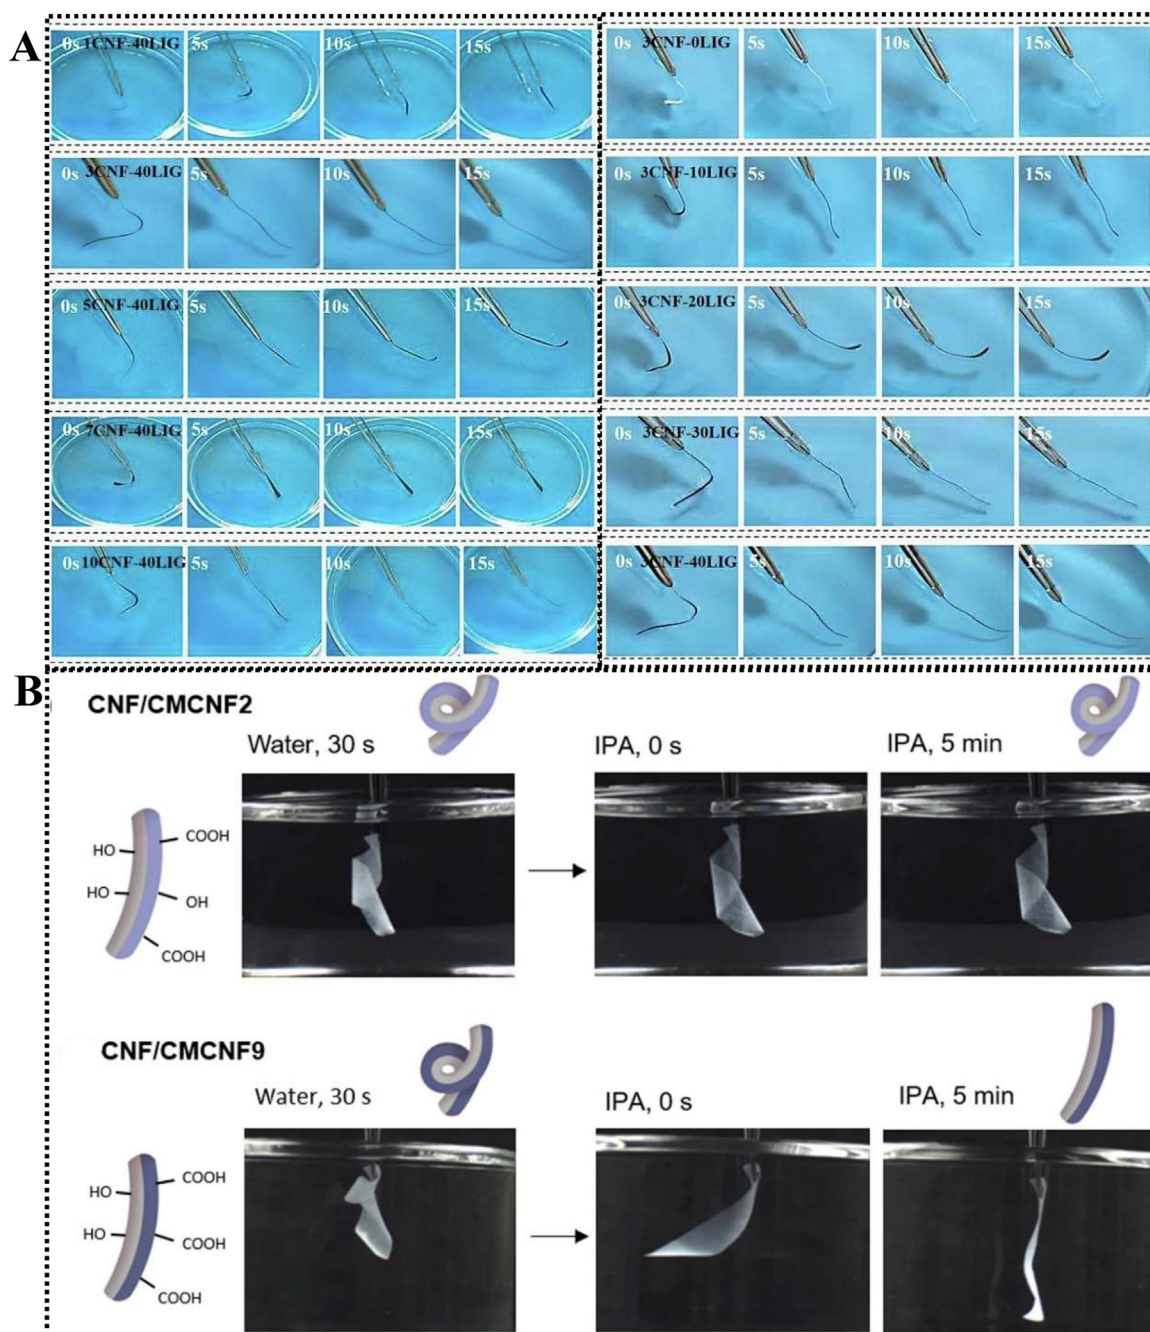 A
0s 1CNF-40LIG 5s 10s 15s
0s 3CNF-0LIG 5s 10s 15s
0s 3CNF-40LIG 5s 10s 15s
0s 3CNF-10LIG 5s 10s 15s
0s 5CNF-40LIG 5s 10s 15s
0s 3CNF-20LIG 5s 10s 15s
0s 7CNF-40LIG 5s 10s 15s
0s 3CNF-30LIG 5s 10s 15s
0s 10CNF-40LIG 5s 10s 15s
0s 3CNF-40LIG 5s 10s 15s
B
CNF/CMCNF2
Water, 30 s
IPA, 0 s
IPA, 5 min
COOH
HO
HO
OH
COOH
CNF/CMCNF9
Water, 30 s
IPA, 0 s
IPA, 5 min
COOH
HO
HO
COOH
COOH